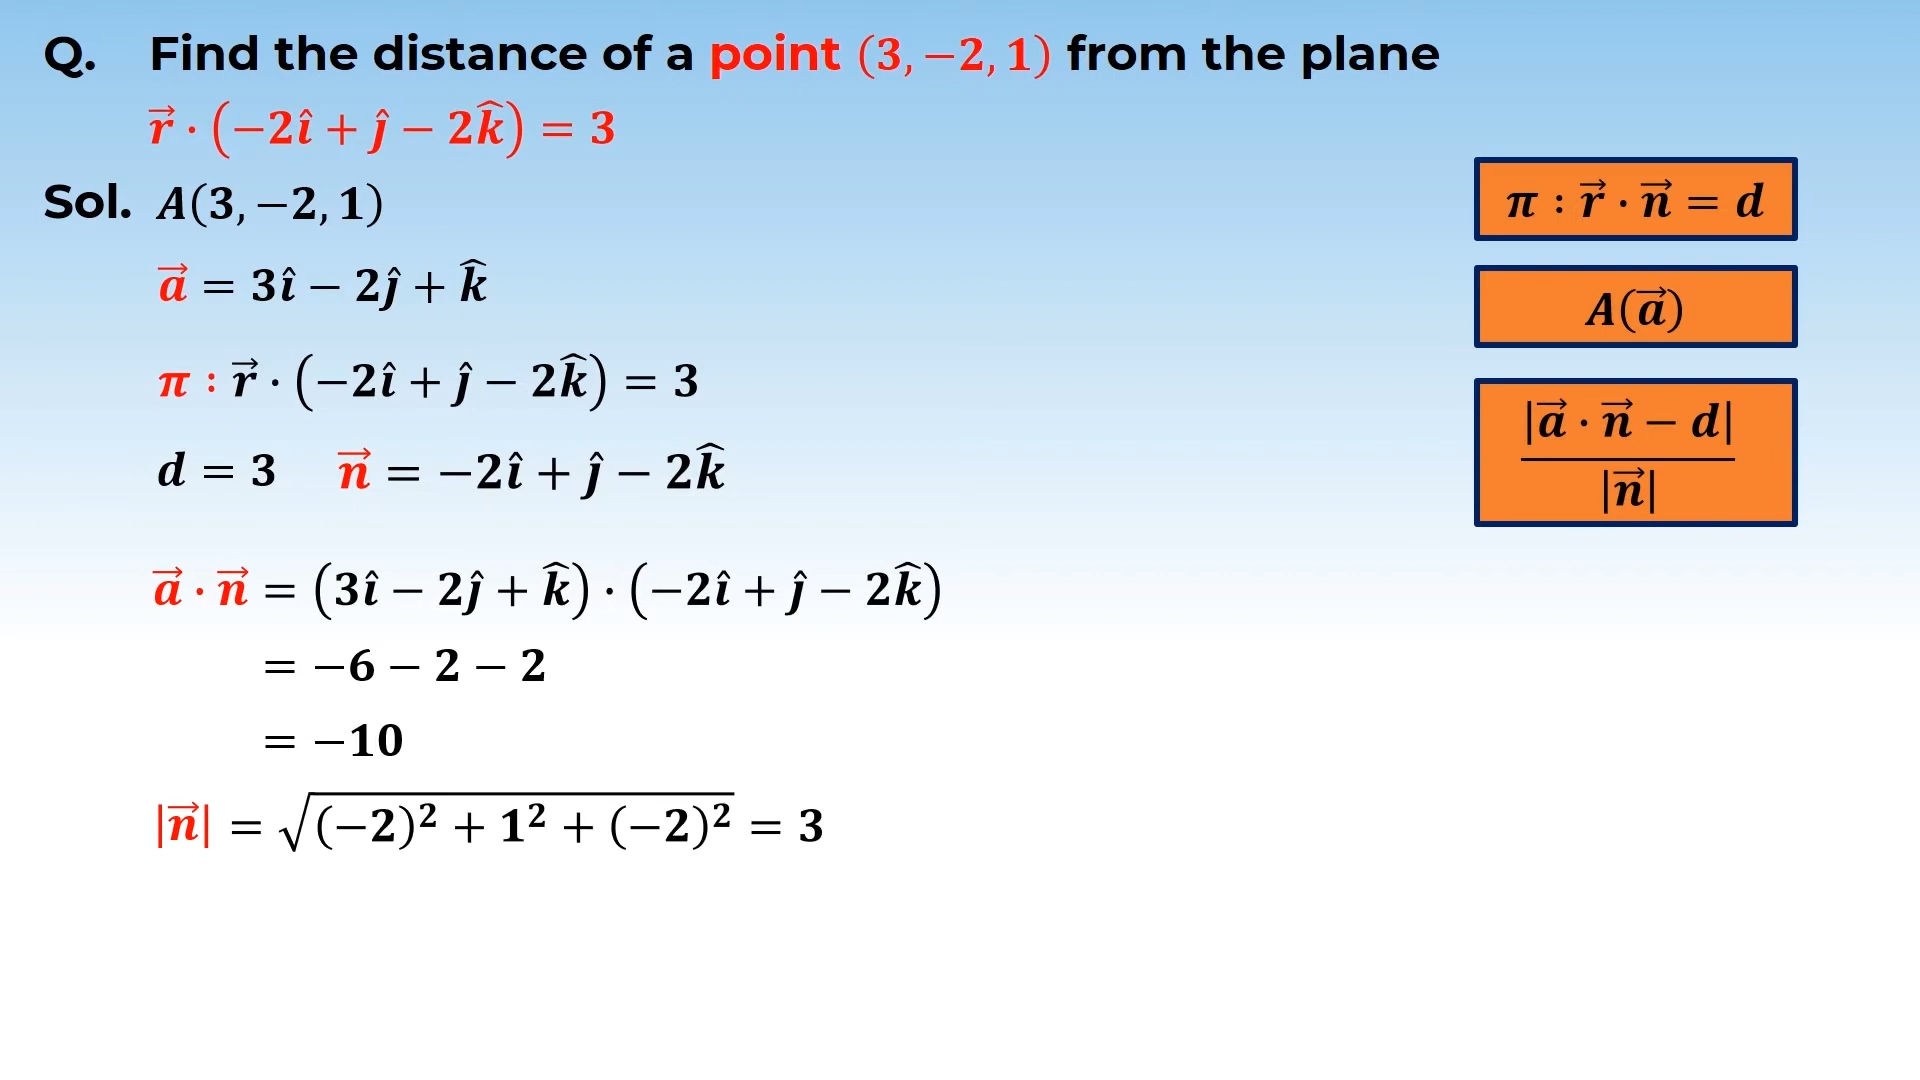 Q. Find the distance of a point (3, −2, 1) from the plane
r⃗ · (−2î + ĵ − 2k̂) = 3
Sol. A(3, −2, 1)
a⃗ = 3î − 2ĵ + k̂
π : r⃗ · (−2î + ĵ − 2k̂) = 3
d = 3 n⃗ = −2î + ĵ − 2k̂
a⃗ · n⃗ = (3î − 2ĵ + k̂) · (−2î + ĵ − 2k̂)
= −6 − 2 − 2
= −10
|n⃗| = √((−2)² + 1² + (−2)²) = 3
π : r⃗ · n⃗ = d
A(a⃗)
|a⃗ · n⃗ − d|
|n⃗|